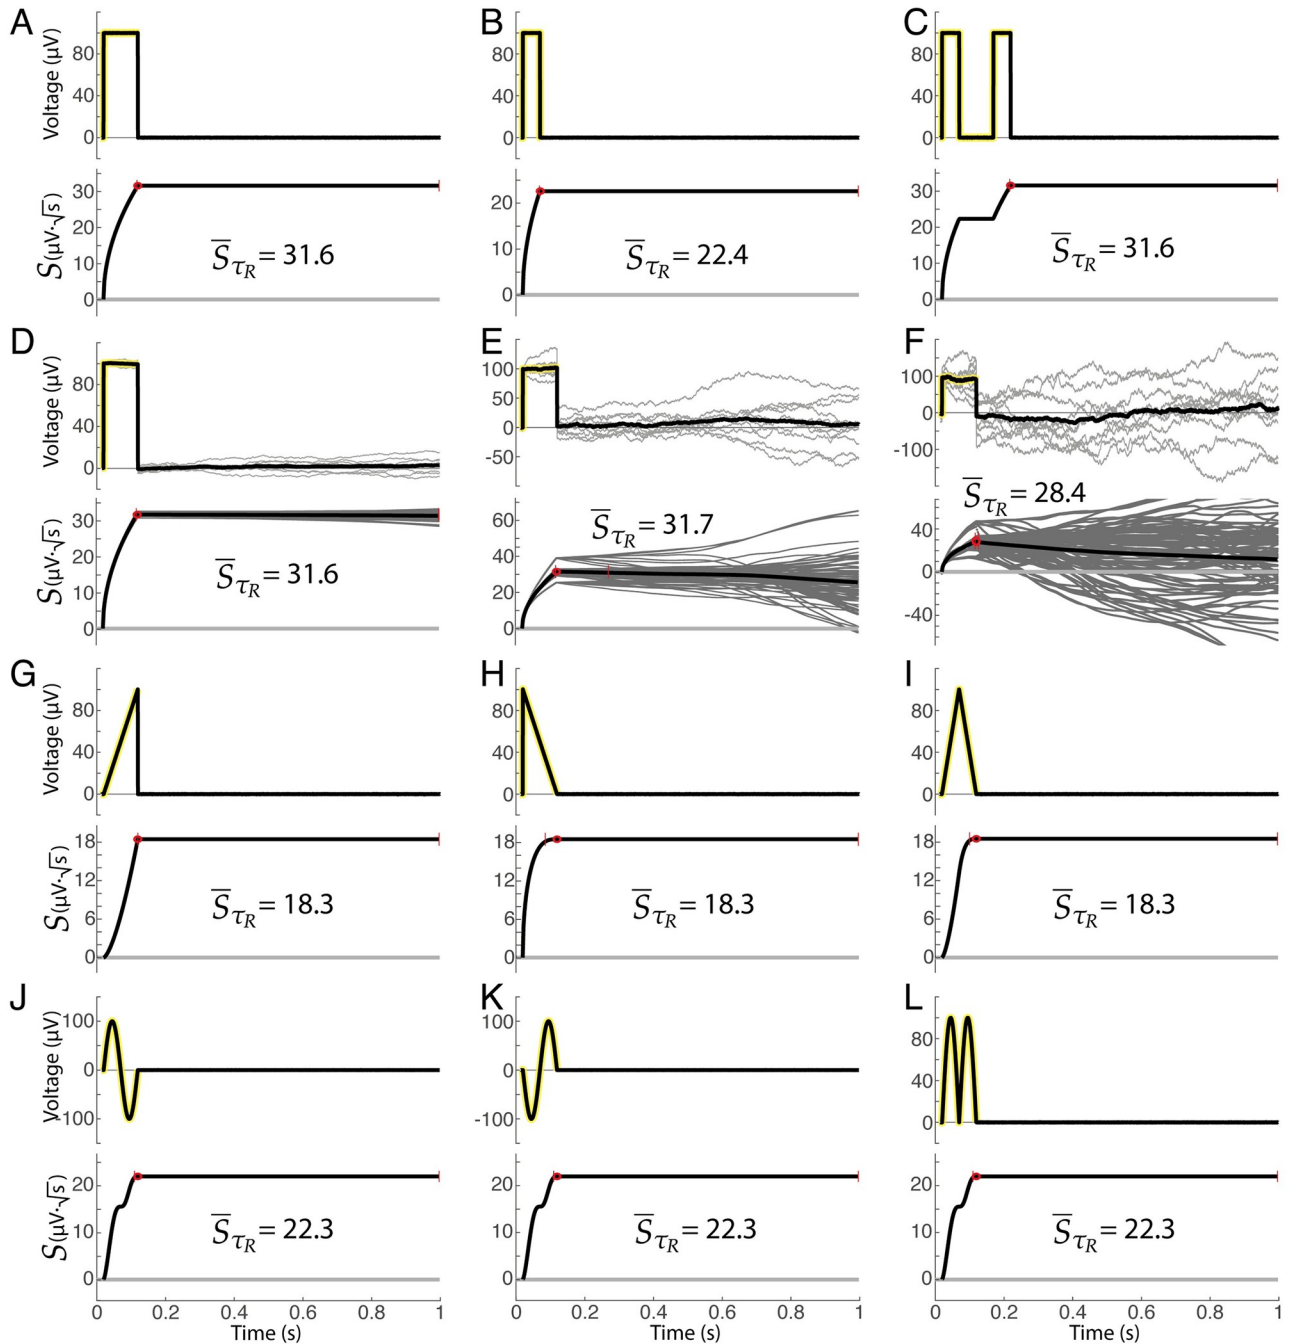 A
B
C
Voltage (µV)
80
40
0
80
40
0
80
40
0
S(µV·√s)
30
20
10
0
S̅τR = 31.6
20
10
0
S̅τR = 22.4
30
20
10
0
S̅τR = 31.6
D
E
F
Voltage (µV)
80
40
0
100
50
0
-50
100
0
-100
S(µV·√s)
30
20
10
0
S̅τR = 31.6
60
40
20
0
S̅τR = 31.7
40
0
-40
S̅τR = 28.4
G
H
I
Voltage (µV)
80
40
0
80
40
0
80
40
0
S(µV·√s)
18
12
6
0
S̅τR = 18.3
18
12
6
0
S̅τR = 18.3
18
12
6
0
S̅τR = 18.3
J
K
L
Voltage (µV)
100
0
-100
100
0
-100
80
40
0
S(µV·√s)
20
10
0
S̅τR = 22.3
20
10
0
S̅τR = 22.3
20
10
0
S̅τR = 22.3
0 0.2 0.4 0.6 0.8 1
0 0.2 0.4 0.6 0.8 1
0 0.2 0.4 0.6 0.8 1
Time (s)
Time (s)
Time (s)